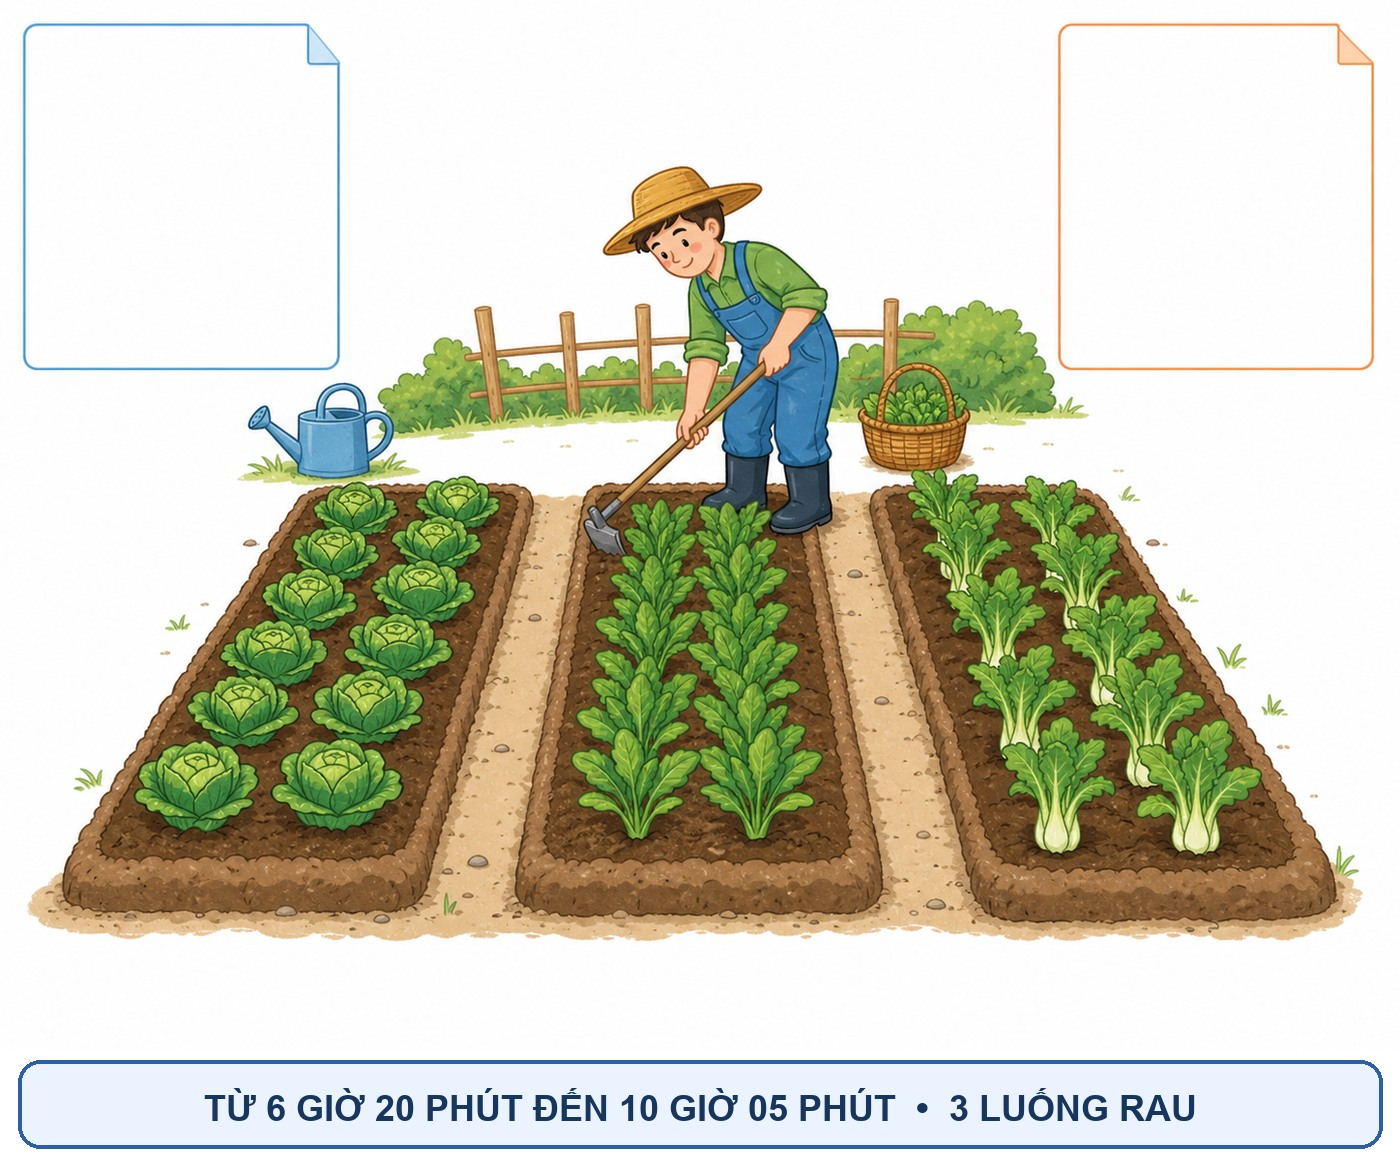 TỪ 6 GIỜ 20 PHÚT ĐẾN 10 GIỜ 05 PHÚT • 3 LUỐNG RAU